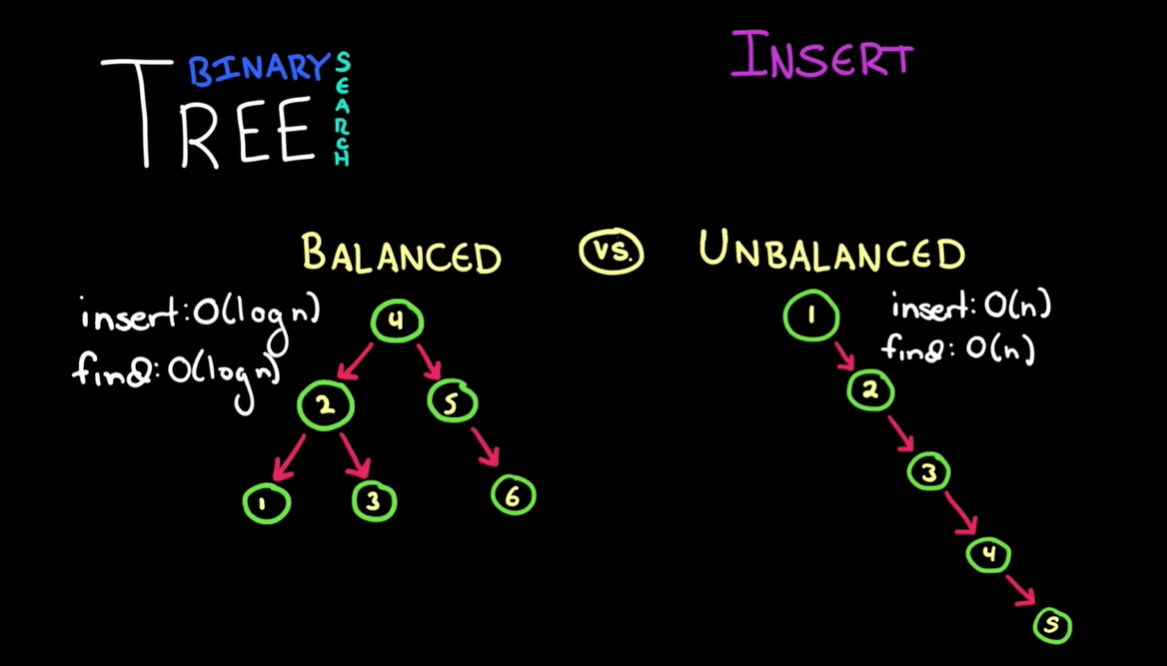 BINARY
SEARCH
TREE
INSERT
BALANCED
VS.
UNBALANCED
insert: O(log n)
find: O(log n)
4
2
5
1
3
6
insert: O(n)
find: O(n)
1
2
3
4
5